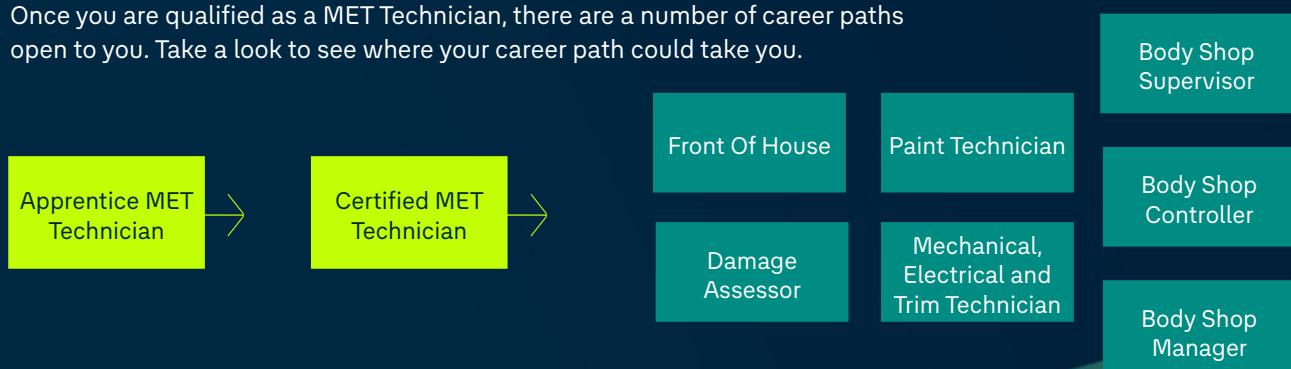 Once you are qualified as a MET Technician, there are a number of career paths
open to you. Take a look to see where your career path could take you.
Apprentice MET
Technician
Certified MET
Technician
Front Of House
Paint Technician
Damage
Assessor
Mechanical,
Electrical and
Trim Technician
Body Shop
Supervisor
Body Shop
Controller
Body Shop
Manager